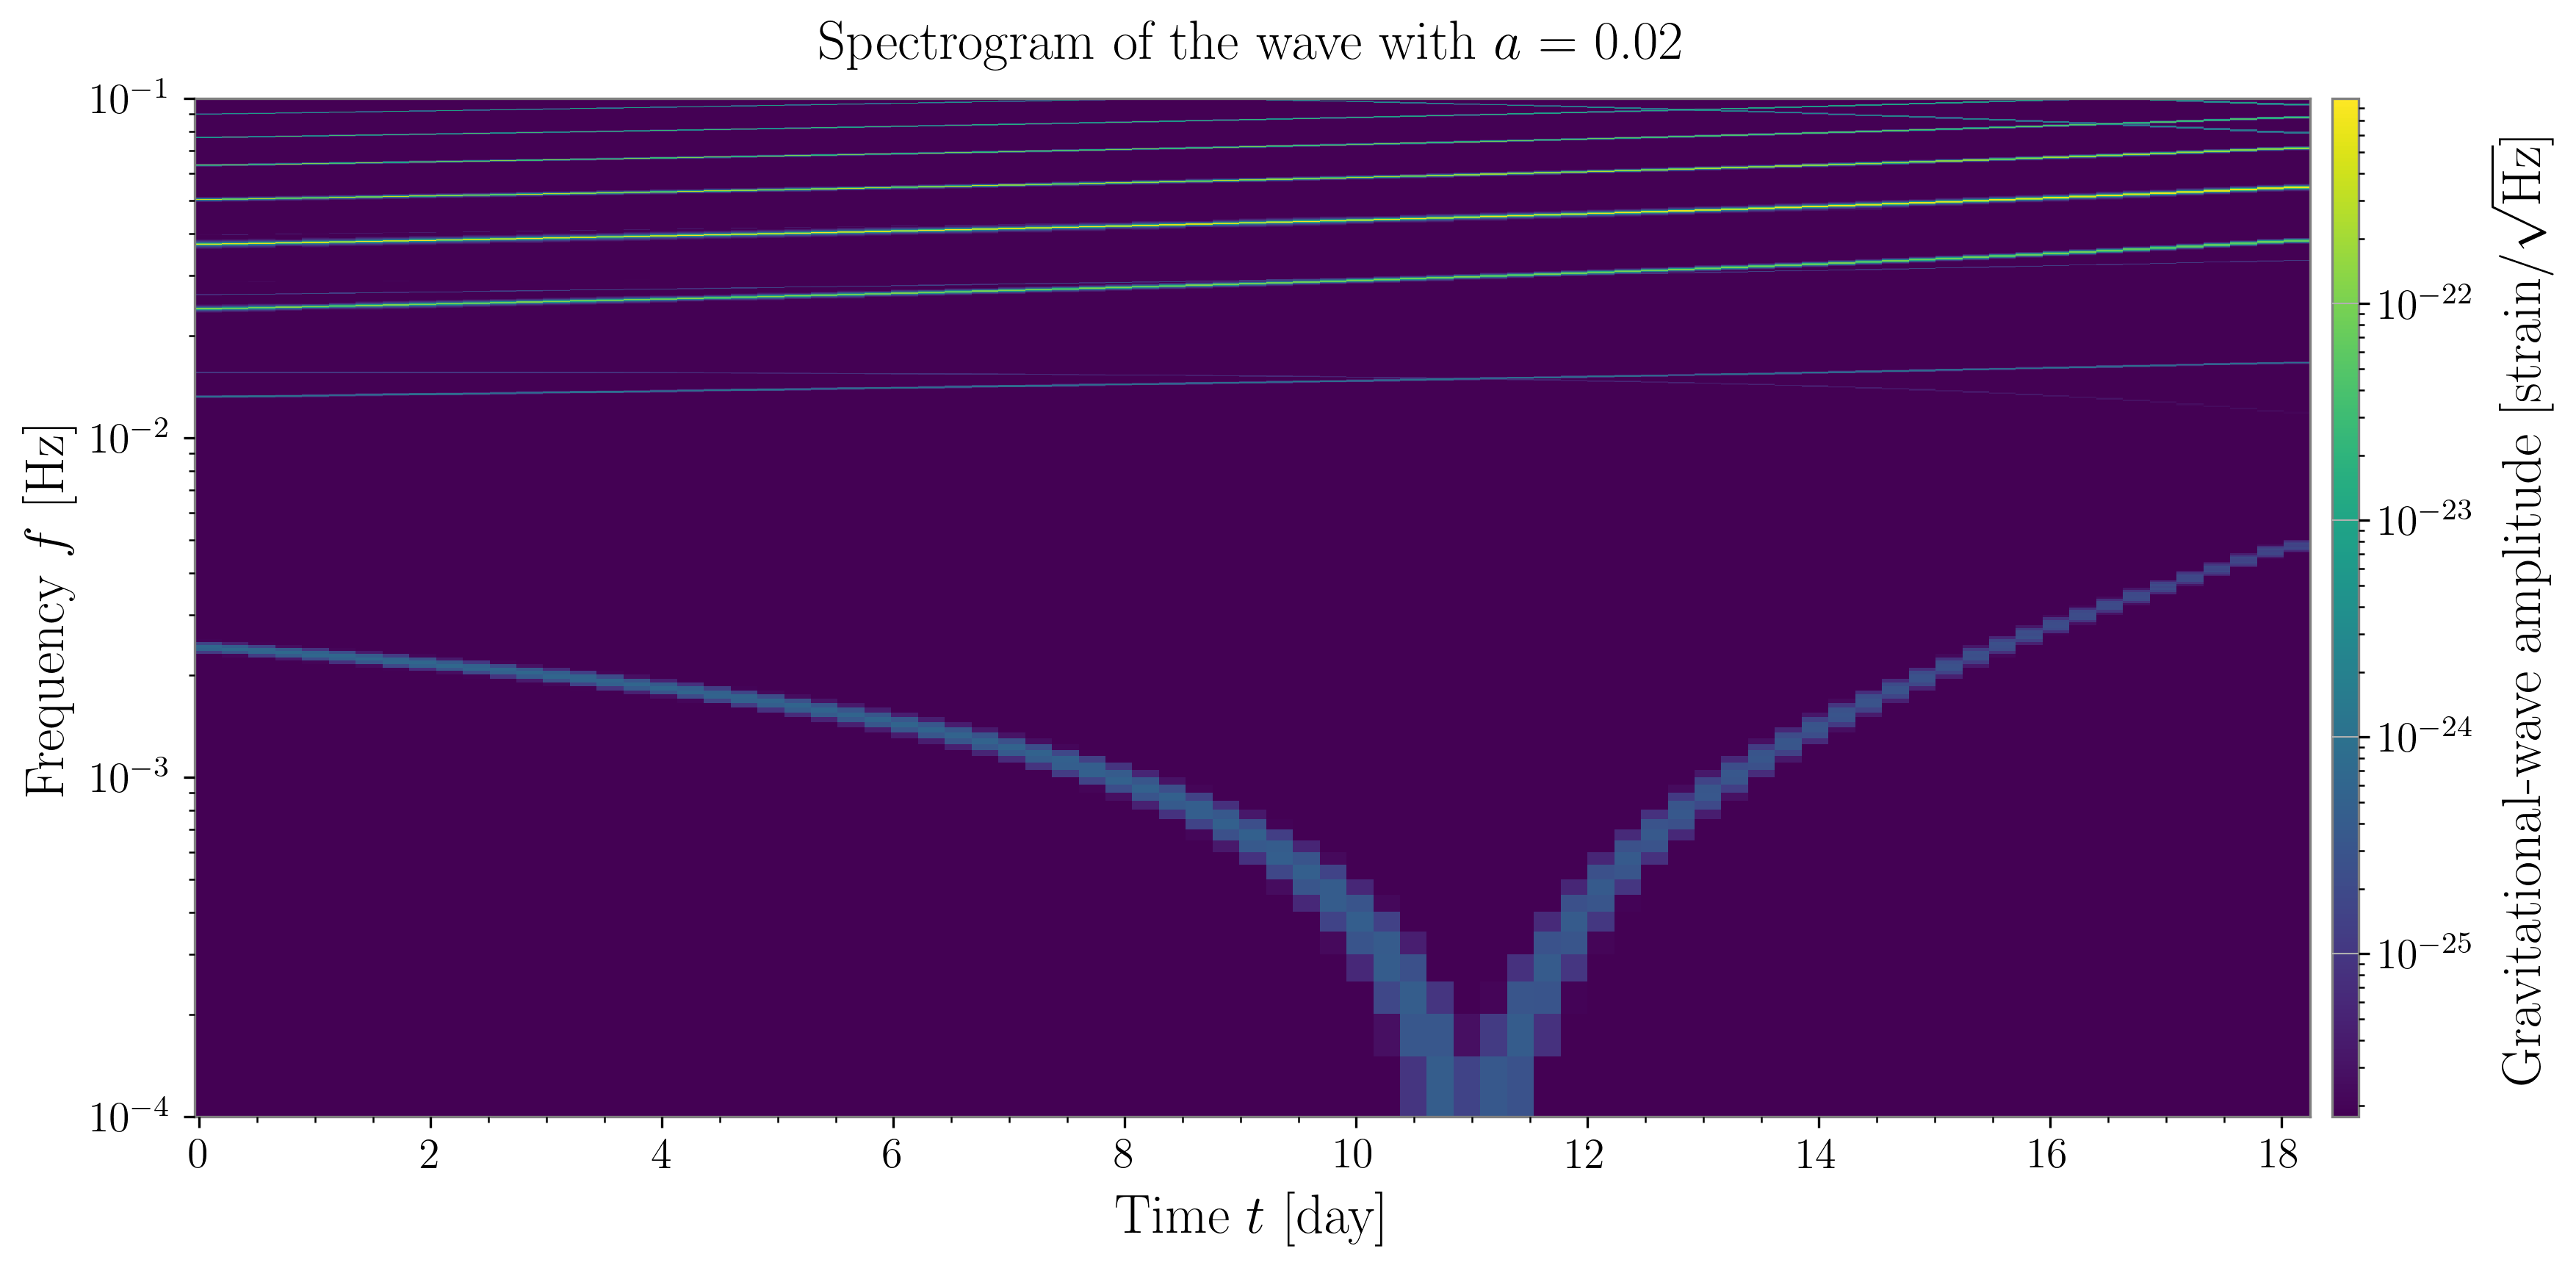 Spectrogram of the wave with a = 0.02
10⁻¹
10⁻²
10⁻³
10⁻⁴
Frequency f [Hz]
0 2 4 6 8 10 12 14 16 18
Time t [day]
10⁻²²
10⁻²³
10⁻²⁴
10⁻²⁵
Gravitational-wave amplitude [strain/√Hz]